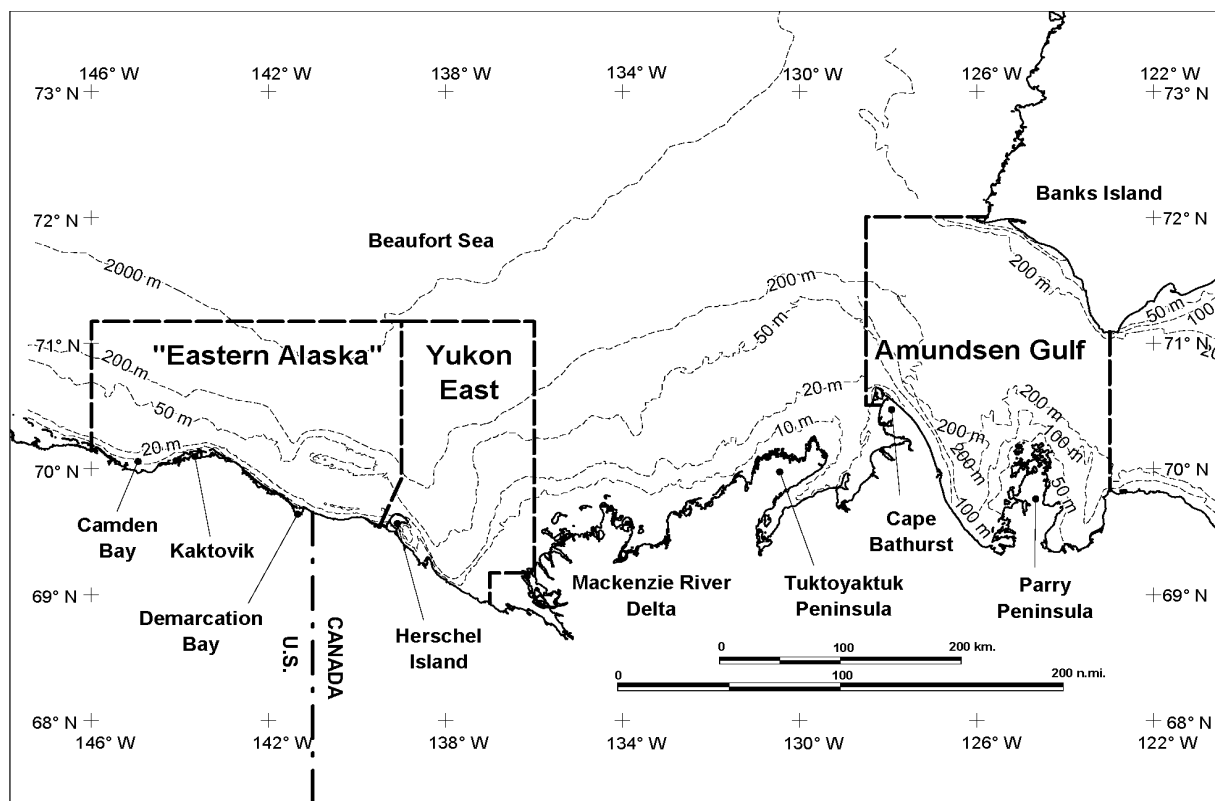 146° W
142° W
138° W
134° W
130° W
126° W
122° W
73° N
73° N
Banks Island
72° N
72° N
Beaufort Sea
2000 m
200 m
200 m
50 m
100
20
71° N
"Eastern Alaska"
Yukon
East
200 m
50 m
Amundsen Gulf
71° N
200 m
50 m
20 m
10 m
200 m
100 m
200 m
200 m
50 m
100 m
70° N
20 m
70° N
Camden
Bay
Kaktovik
Cape
Bathurst
Demarcation
Bay
U.S.
CANADA
Herschel
Island
Mackenzie River
Delta
Tuktoyaktuk
Peninsula
Parry
Peninsula
69° N
69° N
0
100
200 km.
0
100
200 n.mi.
68° N
68° N
146° W
142° W
138° W
134° W
130° W
126° W
122° W